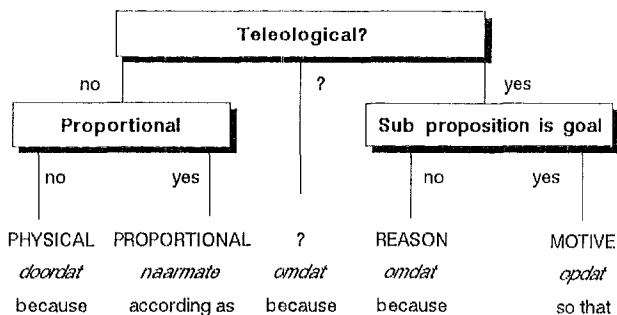 Teleological?
no ? yes
Proportional Sub proposition is goal
no yes no yes
PHYSICAL PROPORTIONAL ? REASON MOTIVE
doordat naarmate omdat omdat opdat
because according as because because so that